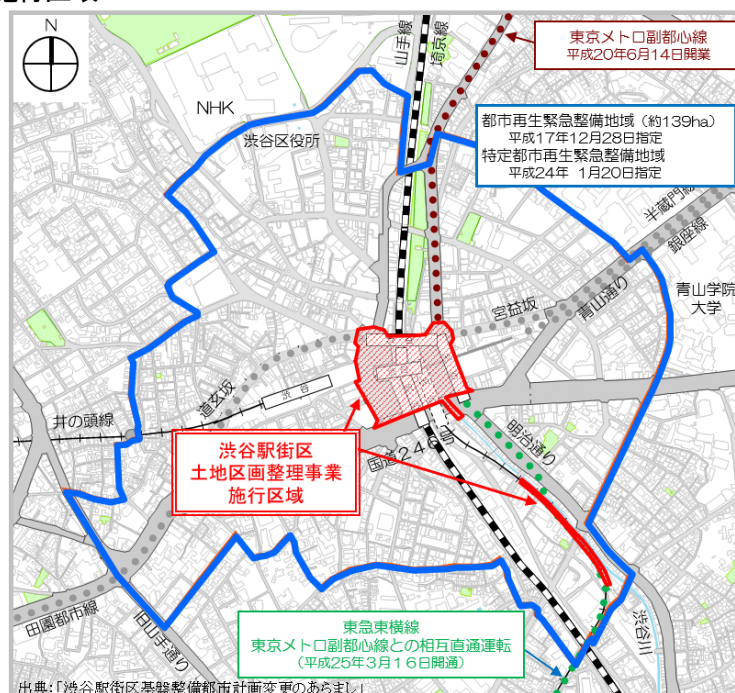 N
山手線
埼京線
東京メトロ副都心線
平成20年6月14日開業
NHK
渋谷区役所
都市再生緊急整備地域（約139ha）
平成17年12月28日指定
特定都市再生緊急整備地域
平成24年 1月20日指定
半蔵門線
銀座線
青山通り
宮益坂
青山学院
大学
道玄坂
渋谷
井の頭線
国道246号
明治通り
渋谷駅街区
土地区画整理事業
施行区域
田園都市線
旧山手通り
渋谷川
東急東横線
東京メトロ副都心線との相互直通運転
（平成25年3月16日開通）
出典：「渋谷駅街区基盤整備都市計画変更のあらまし」